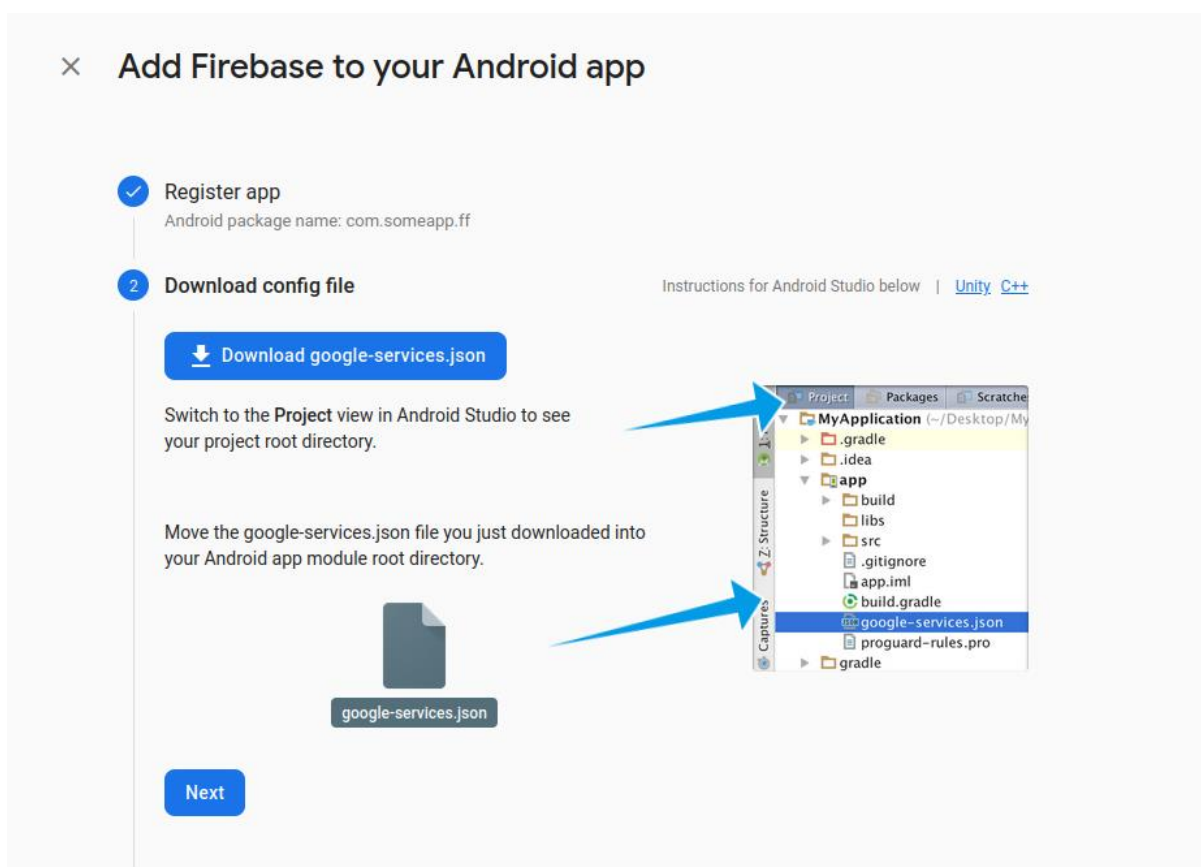 Add Firebase to your Android app
Register app
Android package name: com.someapp.ff
2 Download config file
Instructions for Android Studio below | Unity C++
Download google-services.json
Switch to the Project view in Android Studio to see
your project root directory.
Move the google-services.json file you just downloaded into
your Android app module root directory.
google-services.json
Project Packages Scratche
MyApplication (~/Desktop/My
.gradle
.idea
app
build
libs
src
.gitignore
app.iml
build.gradle
google-services.json
proguard-rules.pro
gradle
Z: Structure
Captures
Next